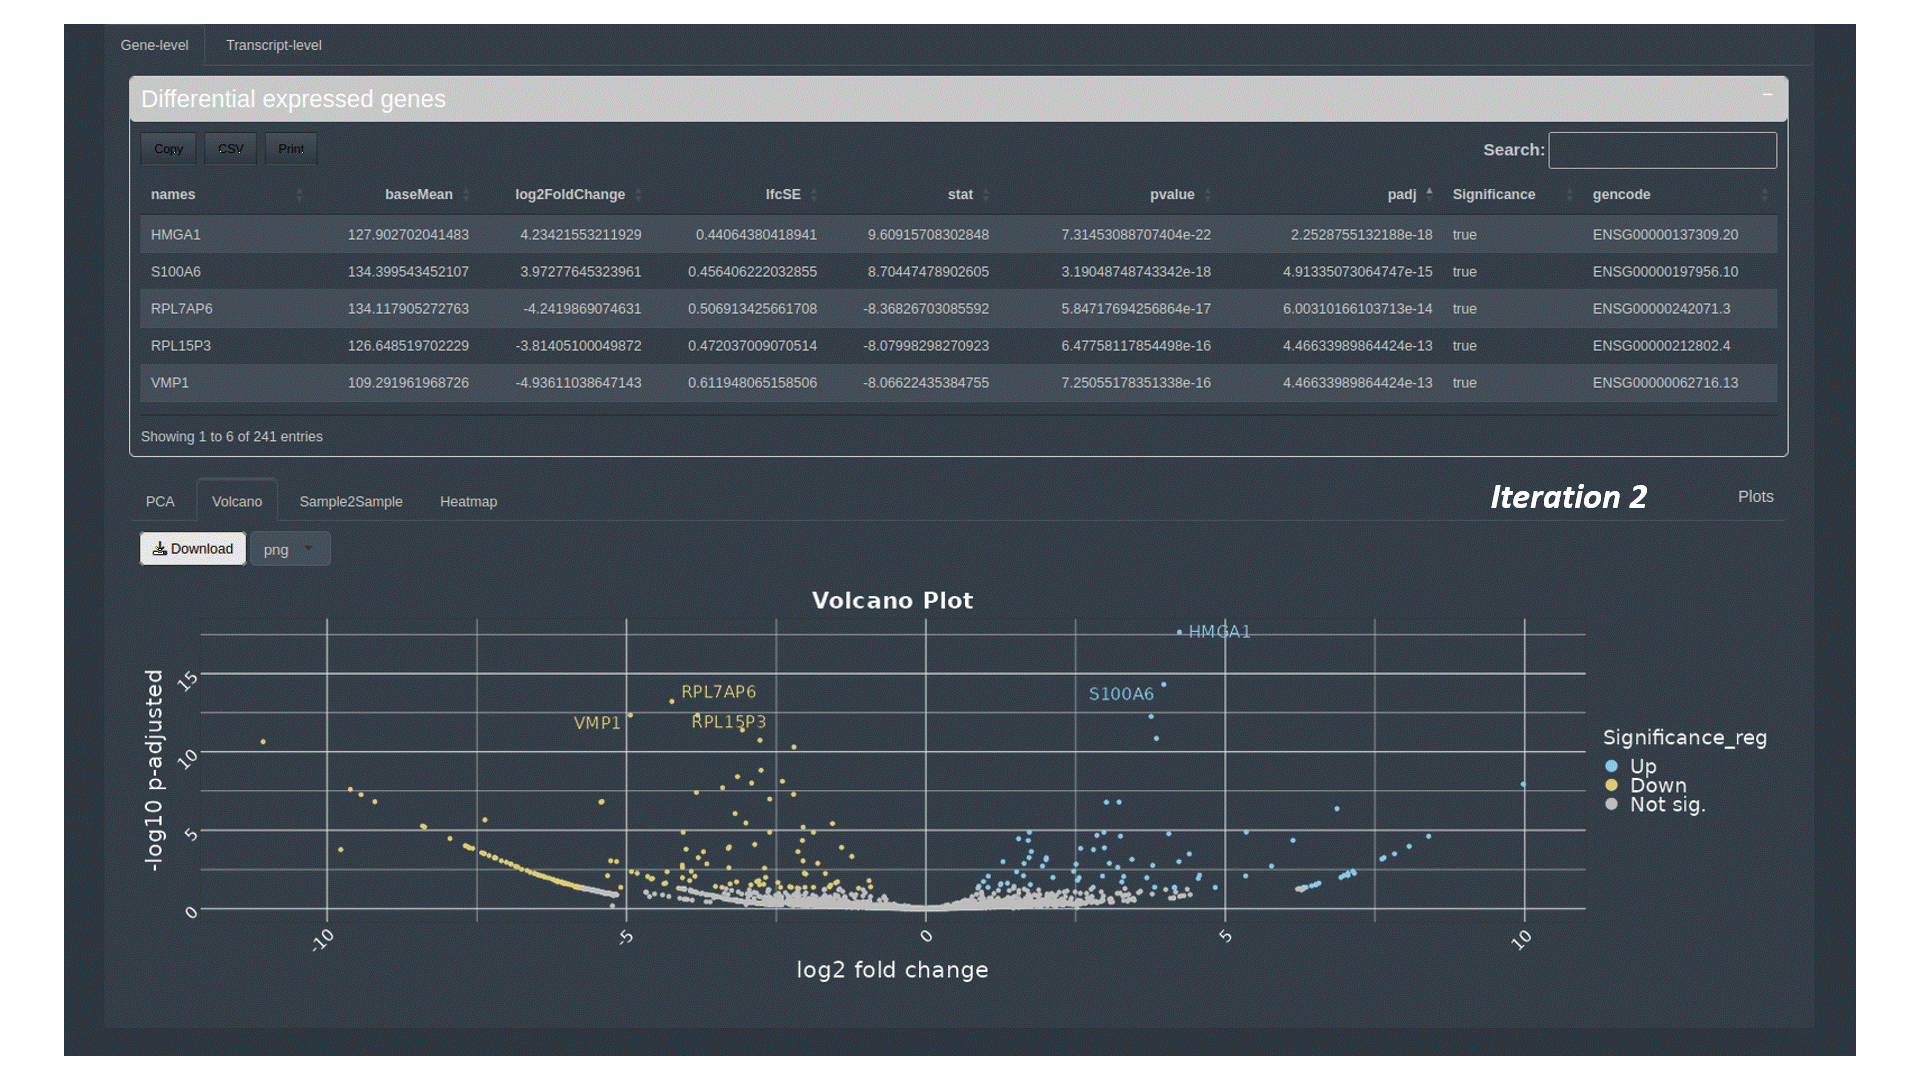 Gene-level Transcript-level
Differential expressed genes −
Copy CSV Print Search:
names baseMean log2FoldChange lfcSE stat pvalue padj Significance gencode
HMGA1 127.902702041483 4.23421553211929 0.44064380418941 9.60915708302848 7.31453088707404e-22 2.2528755132188e-18 true ENSG00000137309.20
S100A6 134.399543452107 3.97277645323961 0.456406222032855 8.70447478902605 3.19048748743342e-18 4.91335073064747e-15 true ENSG00000197956.10
RPL7AP6 134.117905272763 -4.2419869074631 0.506913425661708 -8.36826703085592 5.84717694256864e-17 6.00310166103713e-14 true ENSG00000242071.3
RPL15P3 126.648519702229 -3.81405100049872 0.472037009070514 -8.07998298270923 6.47758117854498e-16 4.46633989864424e-13 true ENSG00000212802.4
VMP1 109.291961968726 -4.93611038647143 0.611948065158506 -8.06622435384755 7.25055178351338e-16 4.46633989864424e-13 true ENSG00000062716.13
Showing 1 to 6 of 241 entries
PCA Volcano Sample2Sample Heatmap Iteration 2 Plots
Download png
Volcano Plot
HMGA1
S100A6
RPL7AP6
VMP1 RPL15P3
-log10 p-adjusted
15
10
5
0
-10 -5 0 5 10
log2 fold change
Significance_reg
Up
Down
Not sig.